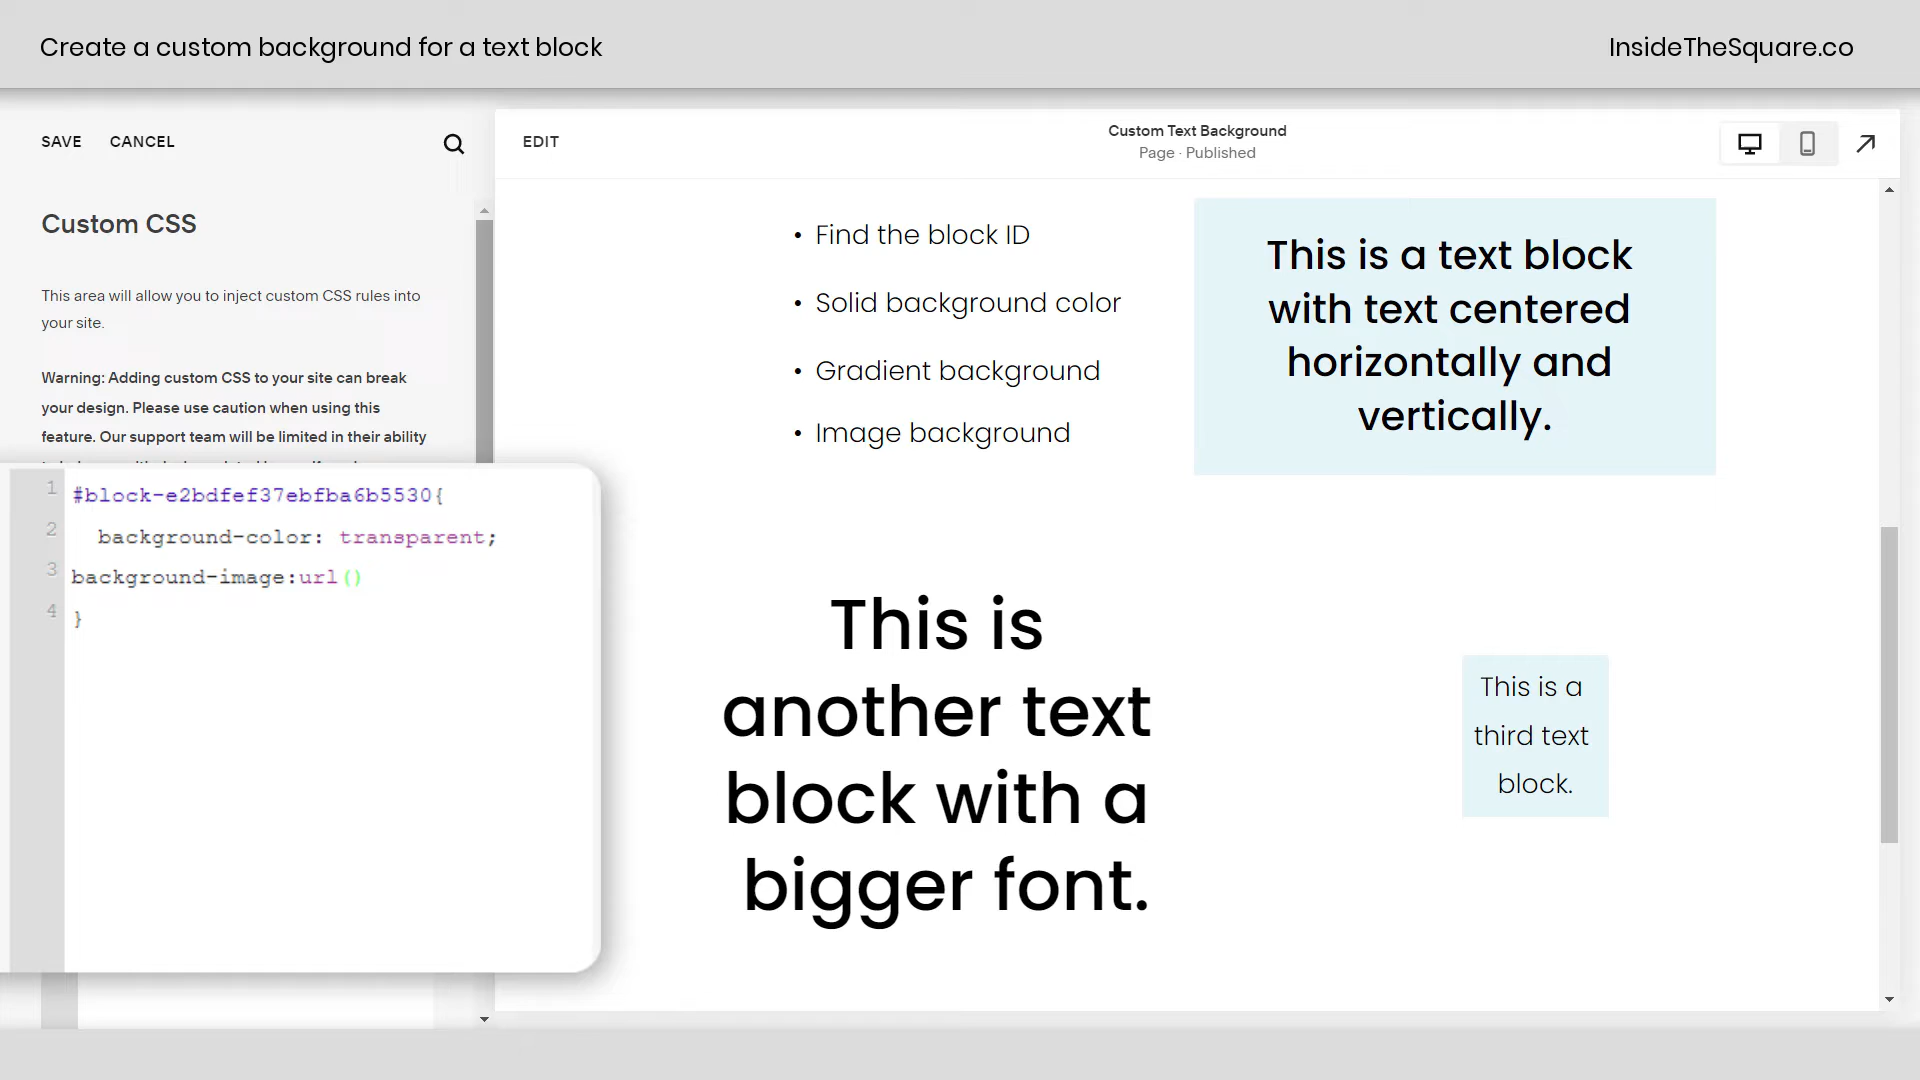 Create a custom background for a text block
InsideTheSquare.co
SAVE CANCEL
EDIT
Custom Text Background
Page · Published
Custom CSS
This area will allow you to inject custom CSS rules into
your site.
Warning: Adding custom CSS to your site can break
your design. Please use caution when using this
feature. Our support team will be limited in their ability
1 #block-e2bdfef37ebfba6b5530{
2 background-color: transparent;
3 background-image:url()
4 }
• Find the block ID
• Solid background color
• Gradient background
• Image background
This is a text block
with text centered
horizontally and
vertically.
This is
another text
block with a
bigger font.
This is a
third text
block.